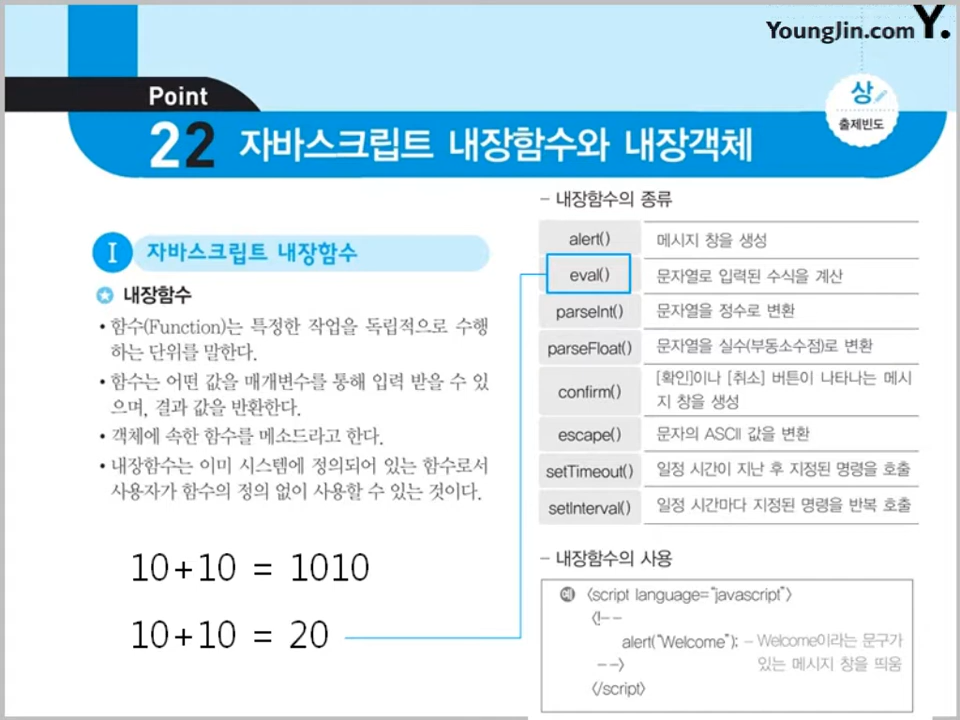 YoungJin.com Y.
Point
22 자바스크립트 내장함수와 내장객체
상
출제빈도
I 자바스크립트 내장함수
내장함수
• 함수(Function)는 특정한 작업을 독립적으로 수행
하는 단위를 말한다.
• 함수는 어떤 값을 매개변수를 통해 입력 받을 수 있
으며, 결과 값을 반환한다.
• 객체에 속한 함수를 메소드라고 한다.
• 내장함수는 이미 시스템에 정의되어 있는 함수로서
사용자가 함수의 정의 없이 사용할 수 있는 것이다.
10+10 = 1010
10+10 = 20
– 내장함수의 종류
alert() 메시지 창을 생성
eval() 문자열로 입력된 수식을 계산
parseInt() 문자열을 정수로 변환
parseFloat() 문자열을 실수(부동소수점)로 변환
confirm() [확인]이나 [취소] 버튼이 나타나는 메시
지 창을 생성
escape() 문자의 ASCII 값을 변환
setTimeout() 일정 시간이 지난 후 지정된 명령을 호출
setInterval() 일정 시간마다 지정된 명령을 반복 호출
– 내장함수의 사용
예 <script language="javascript">
<!--
alert("Welcome"); – Welcome이라는 문구가
--> 있는 메시지 창을 띄움
</script>